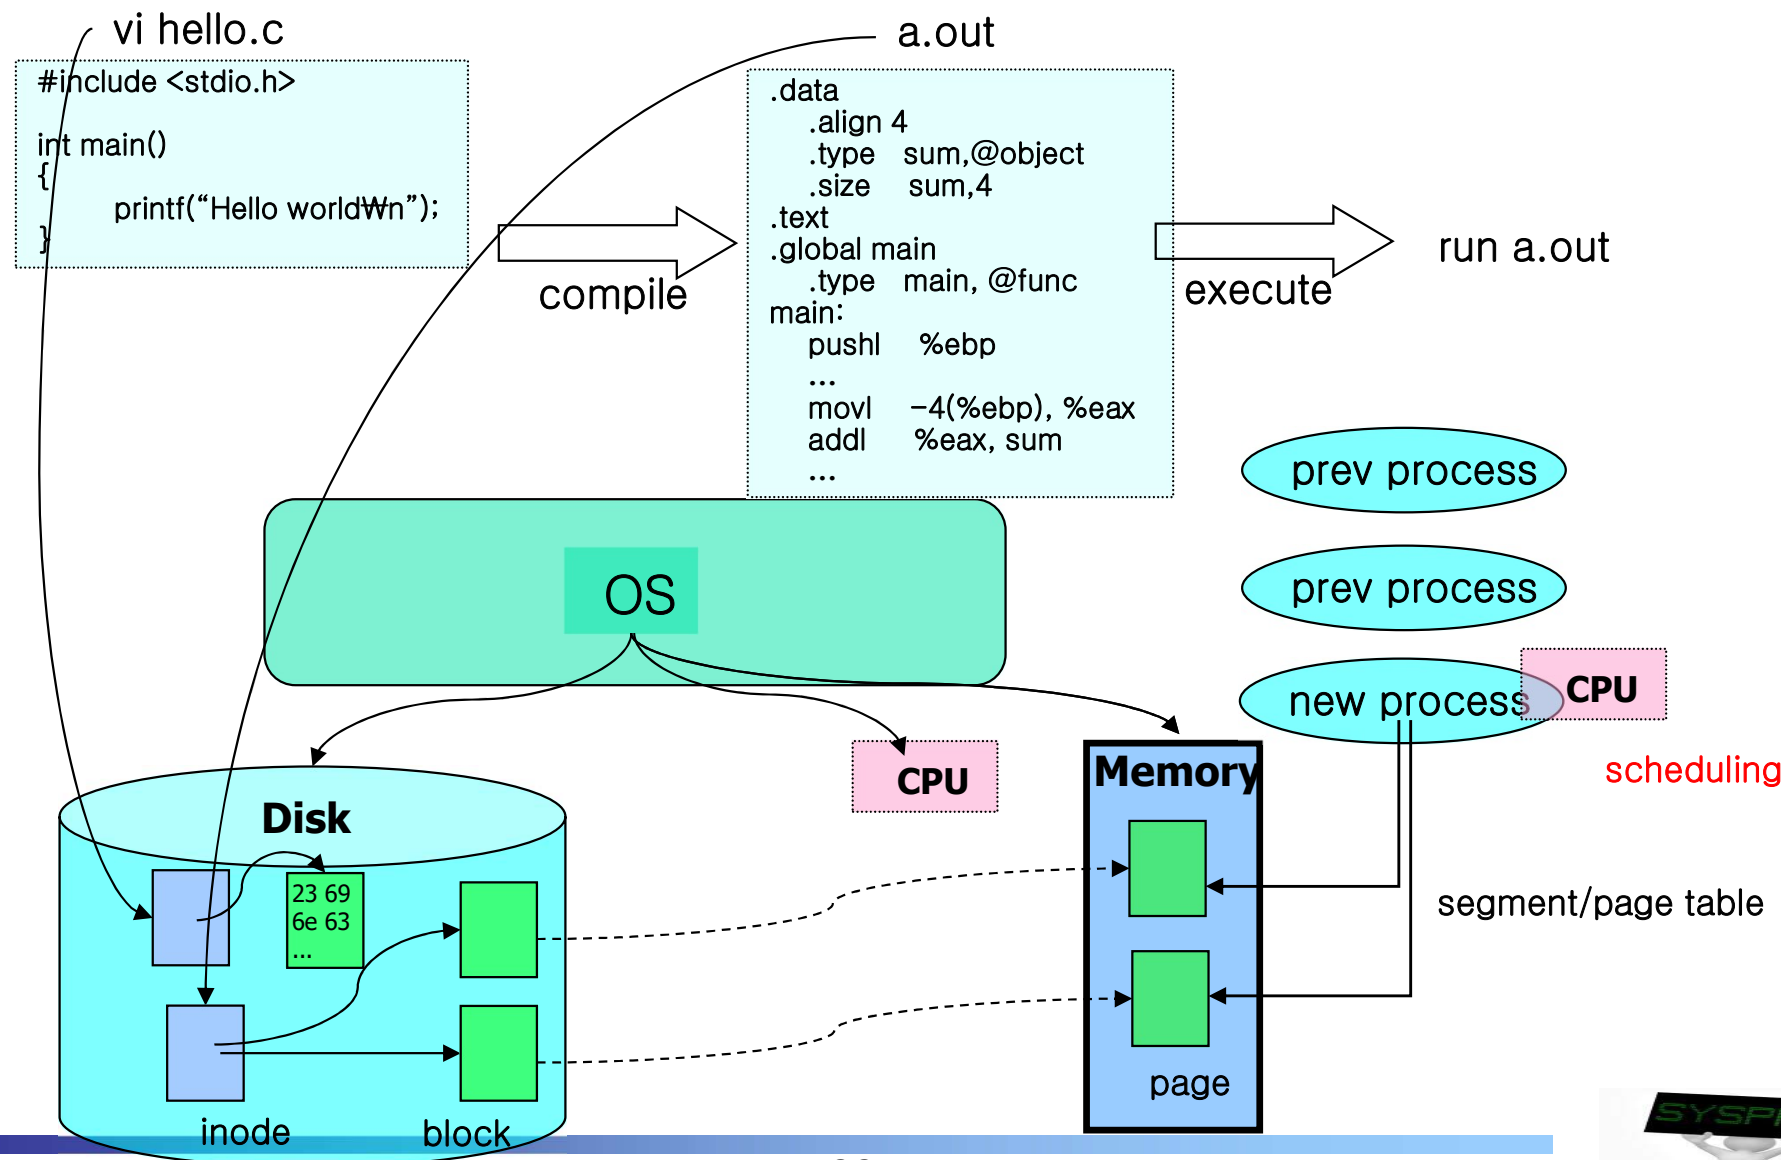 vi hello.c
#include <stdio.h>
int main()
{
printf(“Hello world₩n”);
}
compile
a.out
.data
.align 4
.type sum,@object
.size sum,4
.text
.global main
.type main, @func
main:
pushl %ebp
...
movl -4(%ebp), %eax
addl %eax, sum
...
execute
run a.out
OS
prev process
prev process
new process
CPU
scheduling
segment/page table
CPU
Memory
page
Disk
23 69
6e 63
...
inode
block